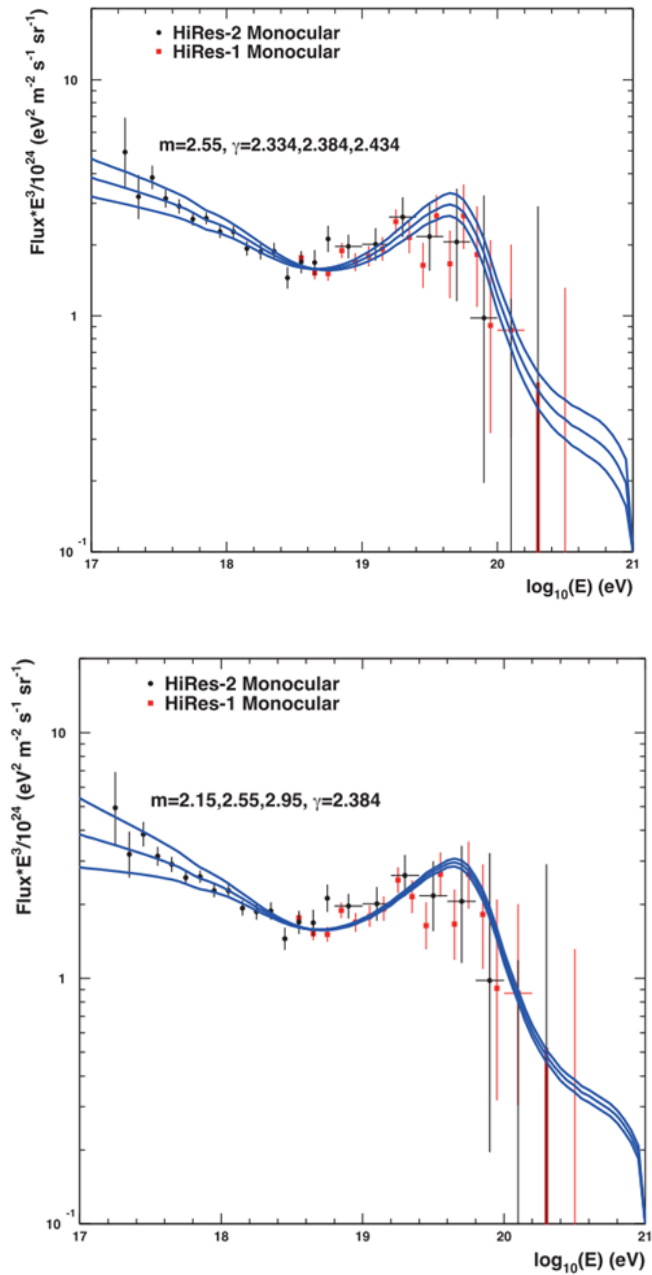 HiRes-2 Monocular
HiRes-1 Monocular
10
m=2.55, γ=2.334,2.384,2.434
Flux*E³/10²⁴ (eV² m⁻² s⁻¹ sr⁻¹)
1
10⁻¹
17 18 19 20 21
log₁₀(E) (eV)
HiRes-2 Monocular
HiRes-1 Monocular
10
m=2.15,2.55,2.95, γ=2.384
Flux*E³/10²⁴ (eV² m⁻² s⁻¹ sr⁻¹)
1
10⁻¹
17 18 19 20 21
log₁₀(E) (eV)